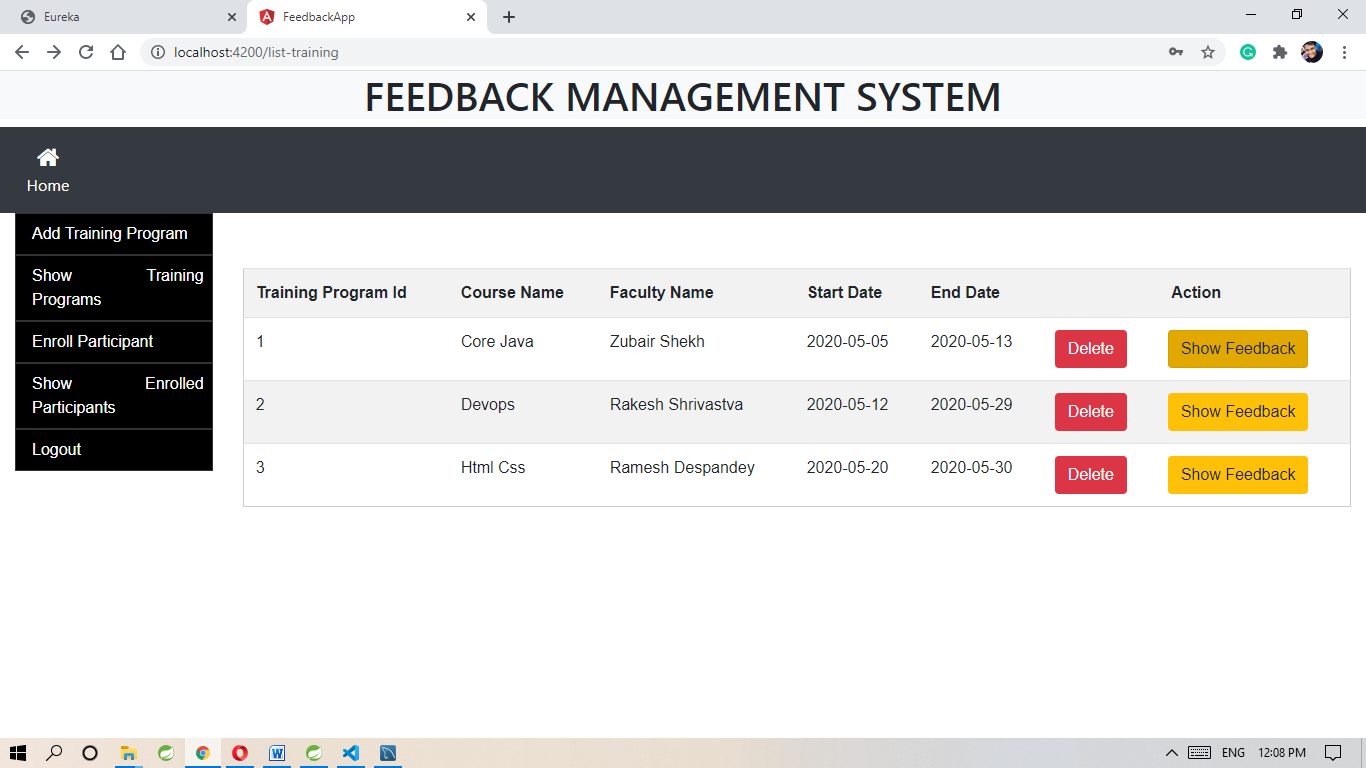 Eureka
FeedbackApp
localhost:4200/list-training
FEEDBACK MANAGEMENT SYSTEM
Home
Add Training Program
Show Training
Programs
Enroll Participant
Show Enrolled
Participants
Logout
Training Program Id Course Name Faculty Name Start Date End Date Action
1 Core Java Zubair Shekh 2020-05-05 2020-05-13 Delete Show Feedback
2 Devops Rakesh Shrivastva 2020-05-12 2020-05-29 Delete Show Feedback
3 Html Css Ramesh Despandey 2020-05-20 2020-05-30 Delete Show Feedback
ENG 12:08 PM